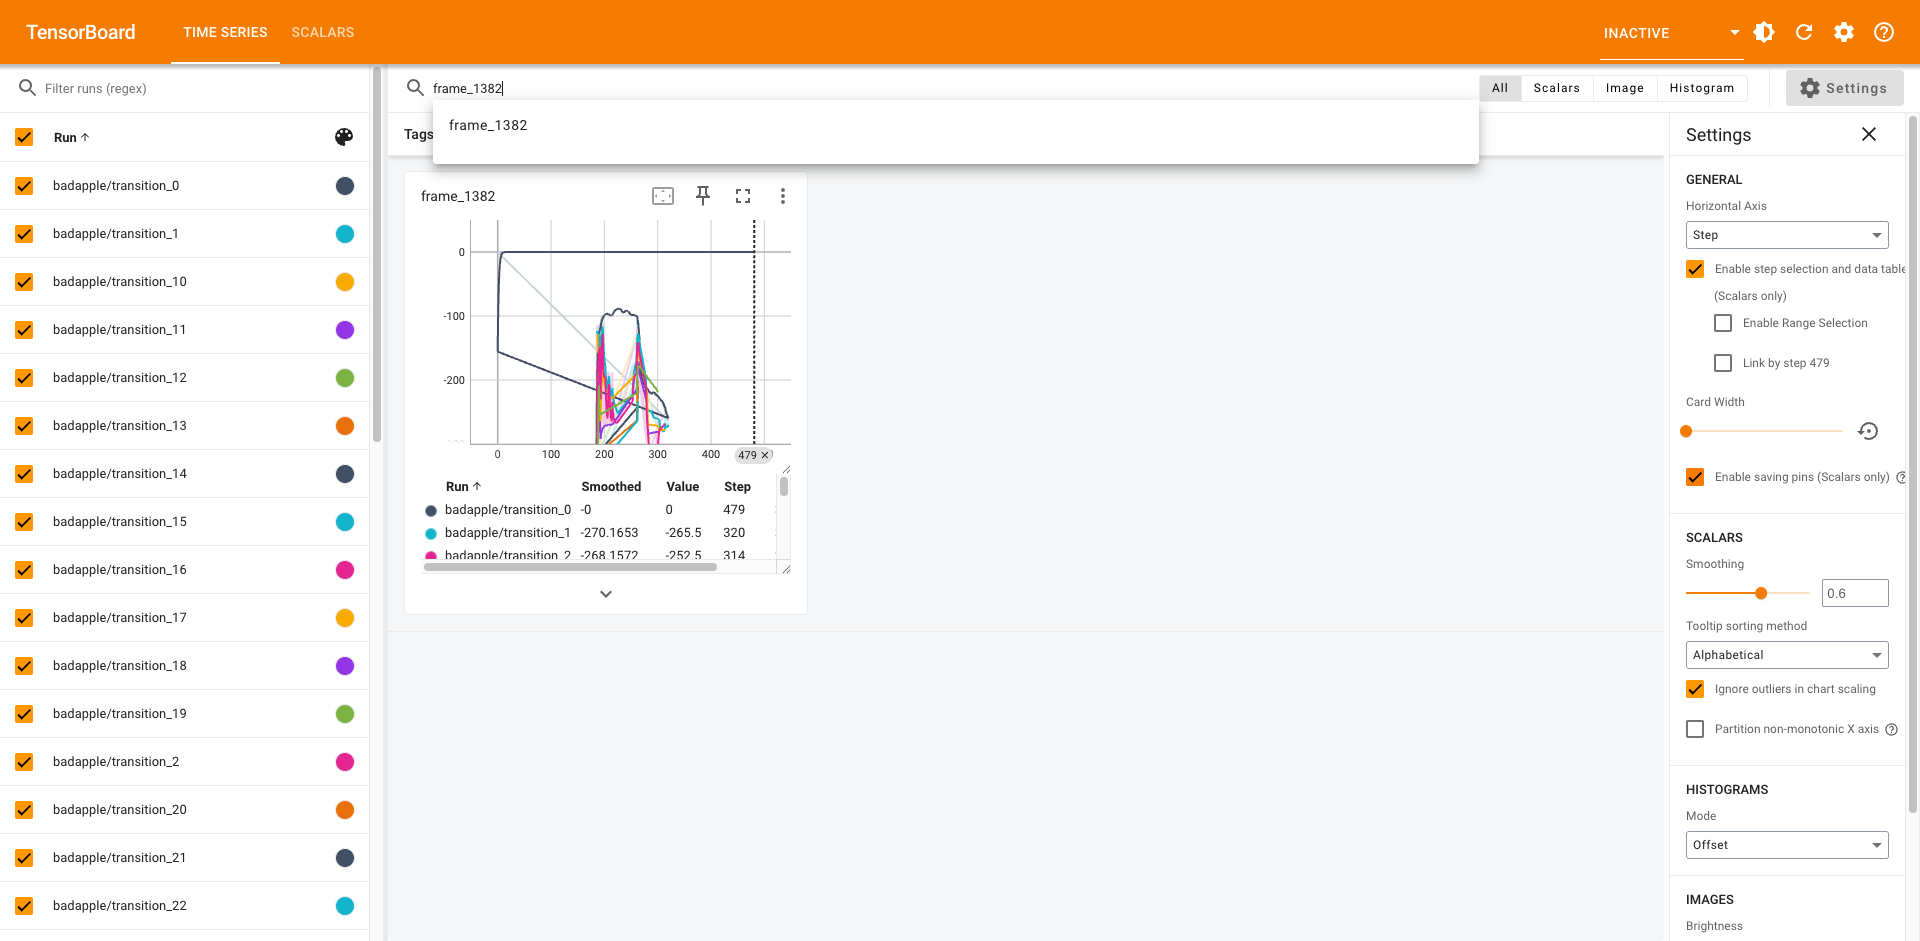 TensorBoard
TIME SERIES
SCALARS
INACTIVE
Filter runs (regex)
frame_1382
All
Scalars
Image
Histogram
Settings
frame_1382
Run
Tags
badapple/transition_0
badapple/transition_1
badapple/transition_10
badapple/transition_11
badapple/transition_12
badapple/transition_13
badapple/transition_14
badapple/transition_15
badapple/transition_16
badapple/transition_17
badapple/transition_18
badapple/transition_19
badapple/transition_2
badapple/transition_20
badapple/transition_21
badapple/transition_22
frame_1382
0
-100
-200
0 100 200 300 400 479
Run Smoothed Value Step
badapple/transition_0 -0 0 479
badapple/transition_1 -270.1653 -265.5 320
badapple/transition_2 -268.1572 -252.5 314
Settings
GENERAL
Horizontal Axis
Step
Enable step selection and data table
(Scalars only)
Enable Range Selection
Link by step 479
Card Width
Enable saving pins (Scalars only)
SCALARS
Smoothing
0.6
Tooltip sorting method
Alphabetical
Ignore outliers in chart scaling
Partition non-monotonic X axis
HISTOGRAMS
Mode
Offset
IMAGES
Brightness